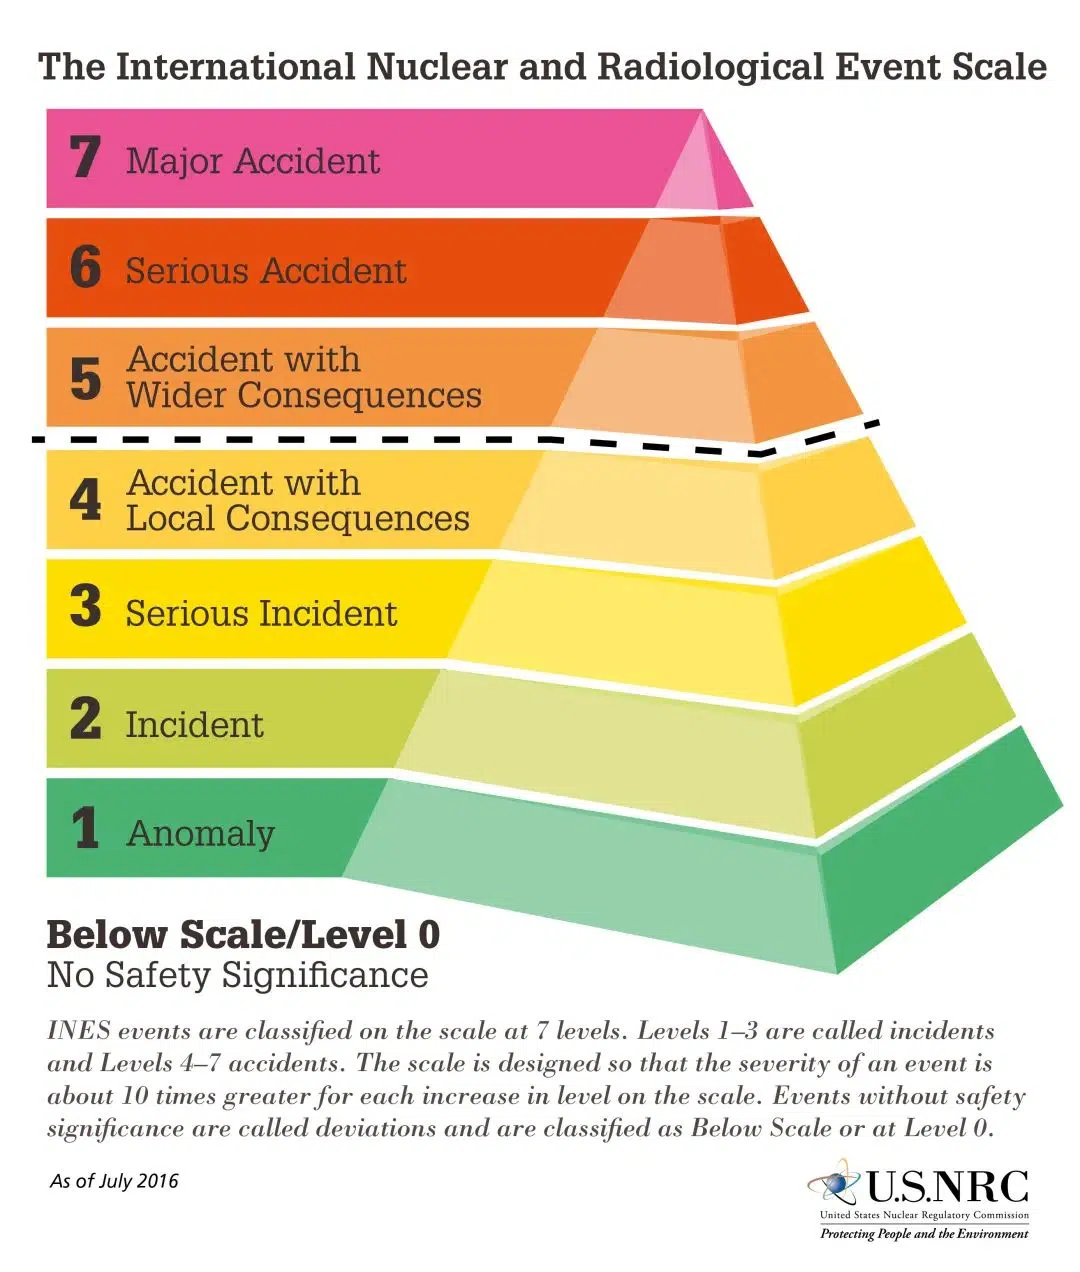 The International Nuclear and Radiological Event Scale
7 Major Accident
6 Serious Accident
5 Accident with
Wider Consequences
4 Accident with
Local Consequences
3 Serious Incident
2 Incident
1 Anomaly
Below Scale/Level 0
No Safety Significance
INES events are classified on the scale at 7 levels. Levels 1–3 are called incidents
and Levels 4–7 accidents. The scale is designed so that the severity of an event is
about 10 times greater for each increase in level on the scale. Events without safety
significance are called deviations and are classified as Below Scale or at Level 0.
As of July 2016
U.S.NRC
United States Nuclear Regulatory Commission
Protecting People and the Environment